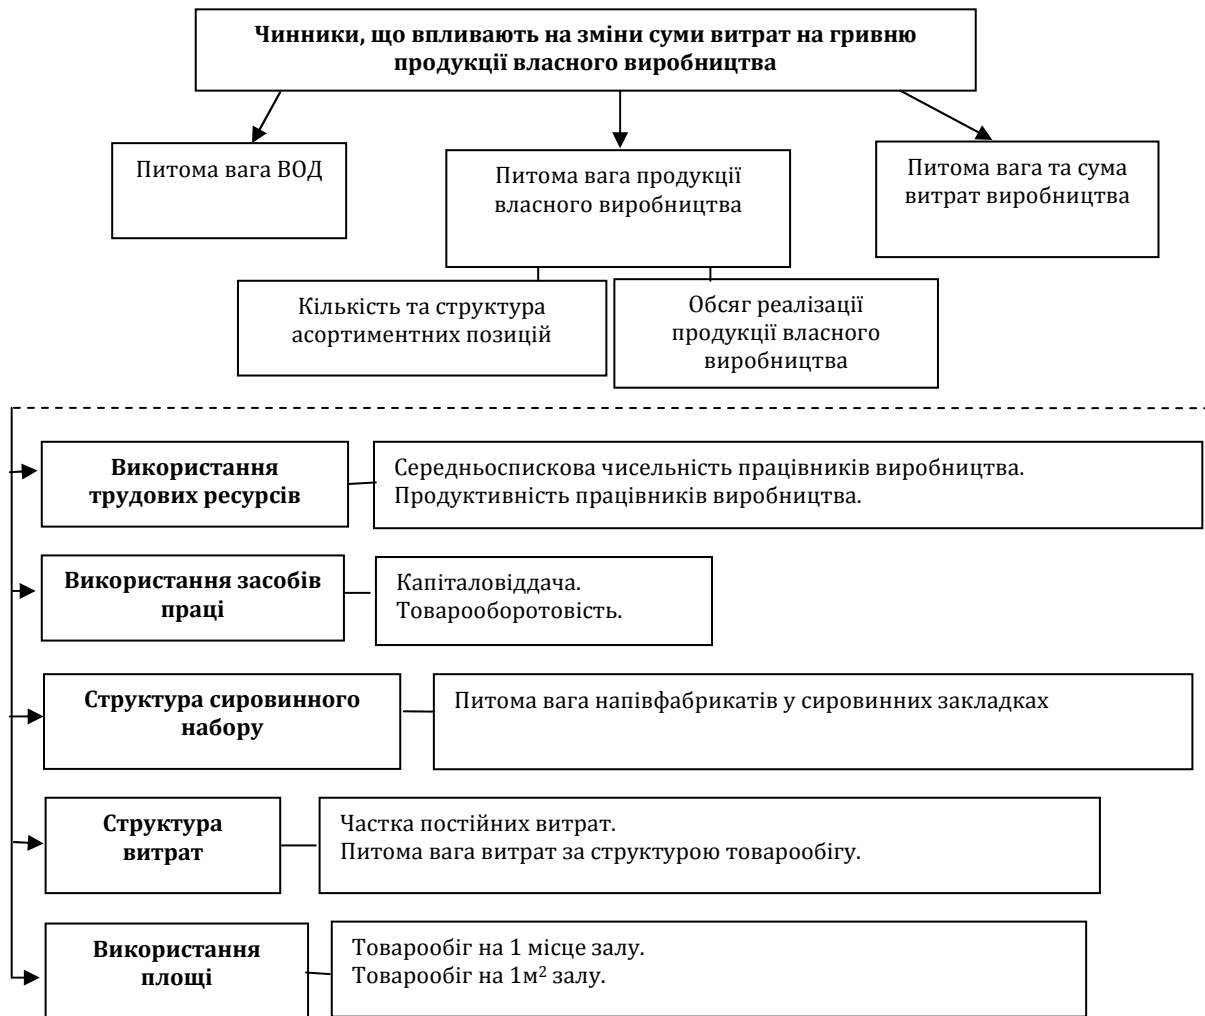 Чинники, що впливають на зміни суми витрат на гривню
продукції власного виробництва
Питома вага ВОД
Питома вага продукції
власного виробництва
Питома вага та сума
витрат виробництва
Кількість та структура
асортиментних позицій
Обсяг реалізації
продукції власного
виробництва
Використання
трудових ресурсів
Середньоспискова чисельність працівників виробництва.
Продуктивність працівників виробництва.
Використання засобів
праці
Капіталовіддача.
Товарооборотовість.
Структура сировинного
набору
Питома вага напівфабрикатів у сировинних закладках
Структура
витрат
Частка постійних витрат.
Питома вага витрат за структурою товарообігу.
Використання
площі
Товарообіг на 1 місце залу.
Товарообіг на 1м² залу.